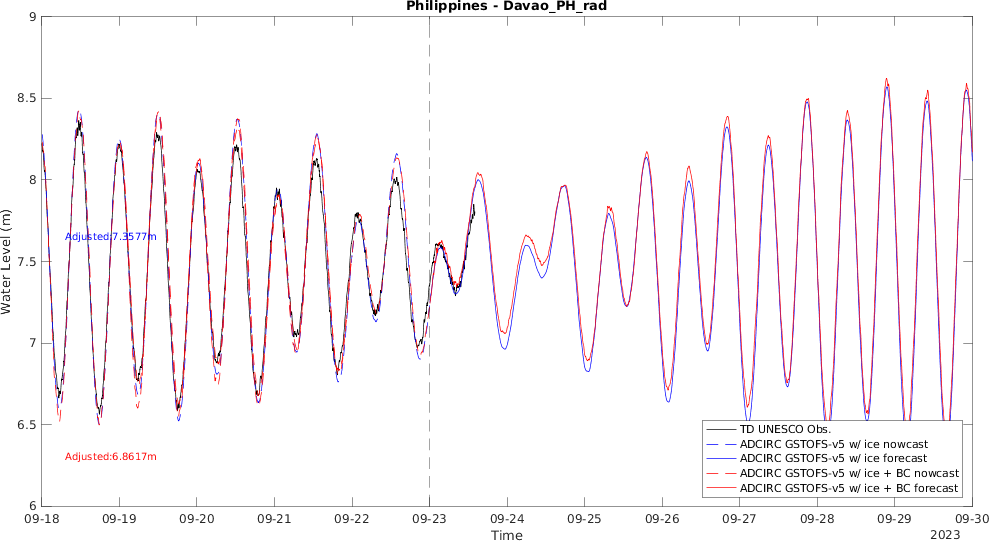 Philippines - Davao_PH_rad
Water Level (m)
9
8.5
8
7.5
7
6.5
6
Adjusted:7.3577m
Adjusted:6.8617m
TD UNESCO Obs.
ADCIRC GSTOFS-v5 w/ ice nowcast
ADCIRC GSTOFS-v5 w/ ice forecast
ADCIRC GSTOFS-v5 w/ ice + BC nowcast
ADCIRC GSTOFS-v5 w/ ice + BC forecast
09-18 09-19 09-20 09-21 09-22 09-23 09-24 09-25 09-26 09-27 09-28 09-29 09-30
Time
2023